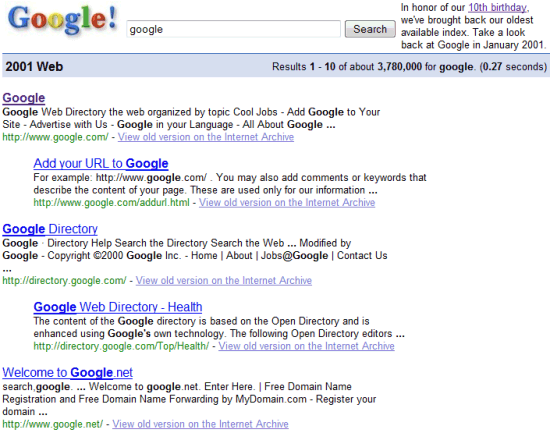 Google!
google
Search
In honor of our 10th birthday,
we've brought back our oldest
available index. Take a look
back at Google in January 2001.
2001 Web
Results 1 - 10 of about 3,780,000 for google. (0.27 seconds)
Google
Google Web Directory the web organized by topic Cool Jobs - Add Google to Your
Site - Advertise with Us - Google in your Language - All About Google ...
http://www.google.com/ - View old version on the Internet Archive
Add your URL to Google
For example: http://www.google.com/ . You may also add comments or keywords that
describe the content of your page. These are used only for our information ...
http://www.google.com/addurl.html - View old version on the Internet Archive
Google Directory
Google · Directory Help Search the Directory Search the Web ... Modified by
Google - Copyright ©2000 Google Inc. - Home | About | Jobs@Google | Contact Us
...
http://directory.google.com/ - View old version on the Internet Archive
Google Web Directory - Health
The content of the Google directory is based on the Open Directory and is
enhanced using Google's own technology. The following Open Directory editors ...
http://directory.google.com/Top/Health/ - View old version on the Internet Archive
Welcome to Google.net
search,google. ... Welcome to google.net. Enter Here. | Free Domain Name
Registration and Free Domain Name Forwarding by MyDomain.com - Register your
domain ...
http://www.google.net/ - View old version on the Internet Archive